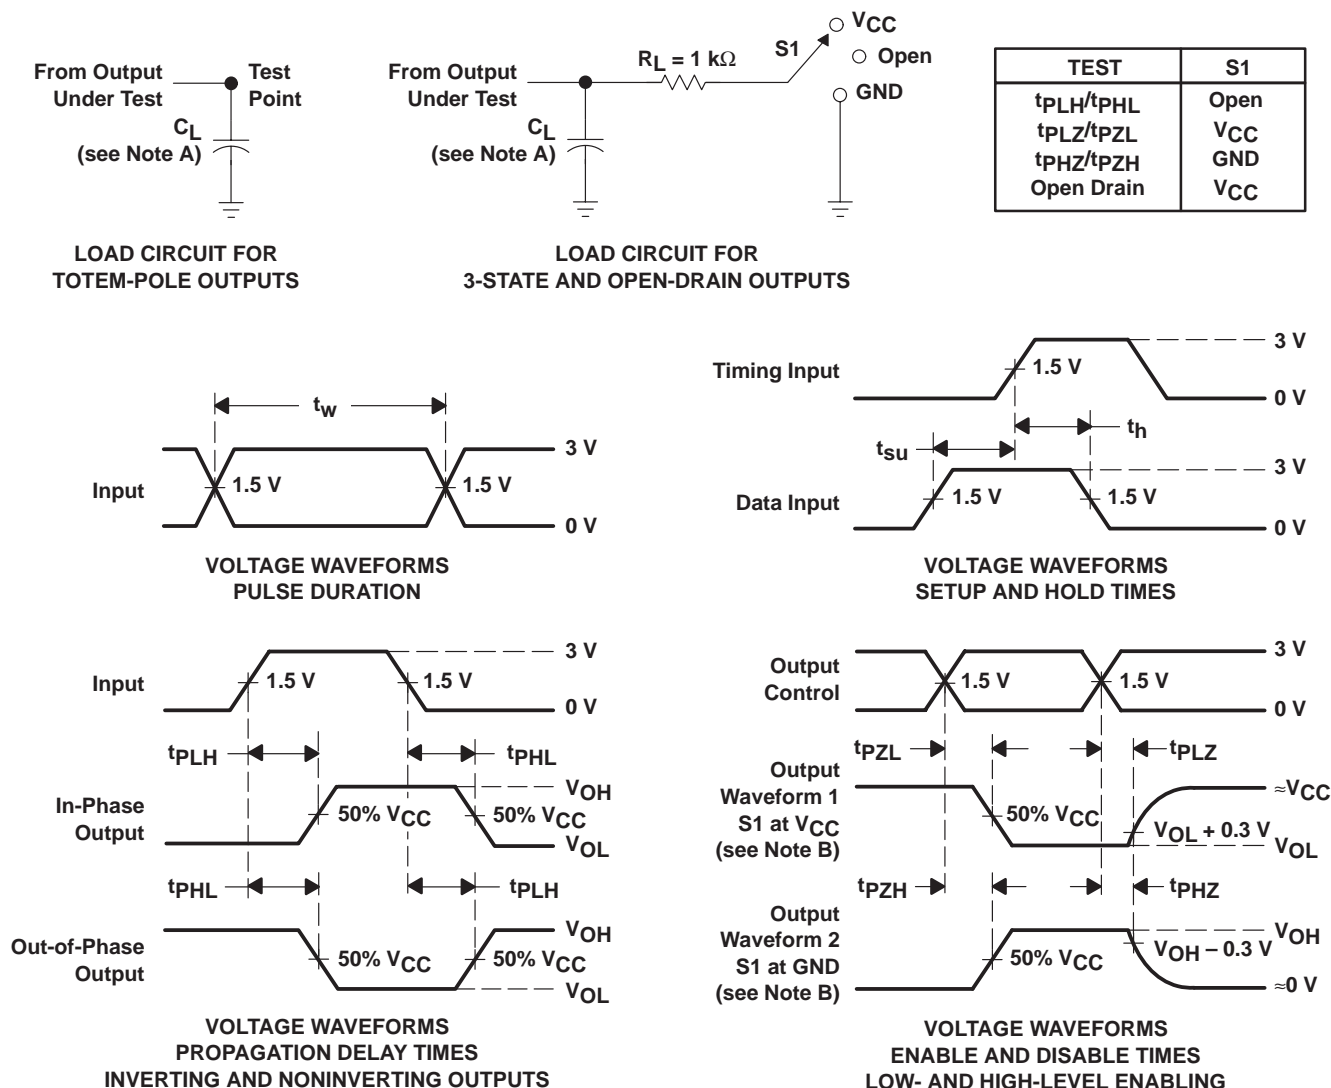 From Output
Under Test
Test
Point
CL
(see Note A)
LOAD CIRCUIT FOR
TOTEM-POLE OUTPUTS
From Output
Under Test
RL = 1 kΩ
S1
VCC
Open
GND
CL
(see Note A)
LOAD CIRCUIT FOR
3-STATE AND OPEN-DRAIN OUTPUTS
TEST S1
tPLH/tPHL Open
tPLZ/tPZL VCC
tPHZ/tPZH GND
Open Drain VCC
tw
3 V
Input
1.5 V
1.5 V
0 V
VOLTAGE WAVEFORMS
PULSE DURATION
Timing Input
1.5 V
3 V
0 V
th
tsu
Data Input
1.5 V
1.5 V
3 V
0 V
VOLTAGE WAVEFORMS
SETUP AND HOLD TIMES
Input
1.5 V
1.5 V
3 V
0 V
tPLH
tPHL
In-Phase
Output
50% VCC
50% VCC
VOH
VOL
tPHL
tPLH
Out-of-Phase
Output
50% VCC
50% VCC
VOH
VOL
VOLTAGE WAVEFORMS
PROPAGATION DELAY TIMES
INVERTING AND NONINVERTING OUTPUTS
Output
Control
1.5 V
1.5 V
3 V
0 V
tPZL
tPLZ
Output
Waveform 1
S1 at VCC
(see Note B)
50% VCC
≈VCC
VOL + 0.3 V
VOL
tPZH
tPHZ
Output
Waveform 2
S1 at GND
(see Note B)
50% VCC
VOH
VOH – 0.3 V
≈0 V
VOLTAGE WAVEFORMS
ENABLE AND DISABLE TIMES
LOW- AND HIGH-LEVEL ENABLING